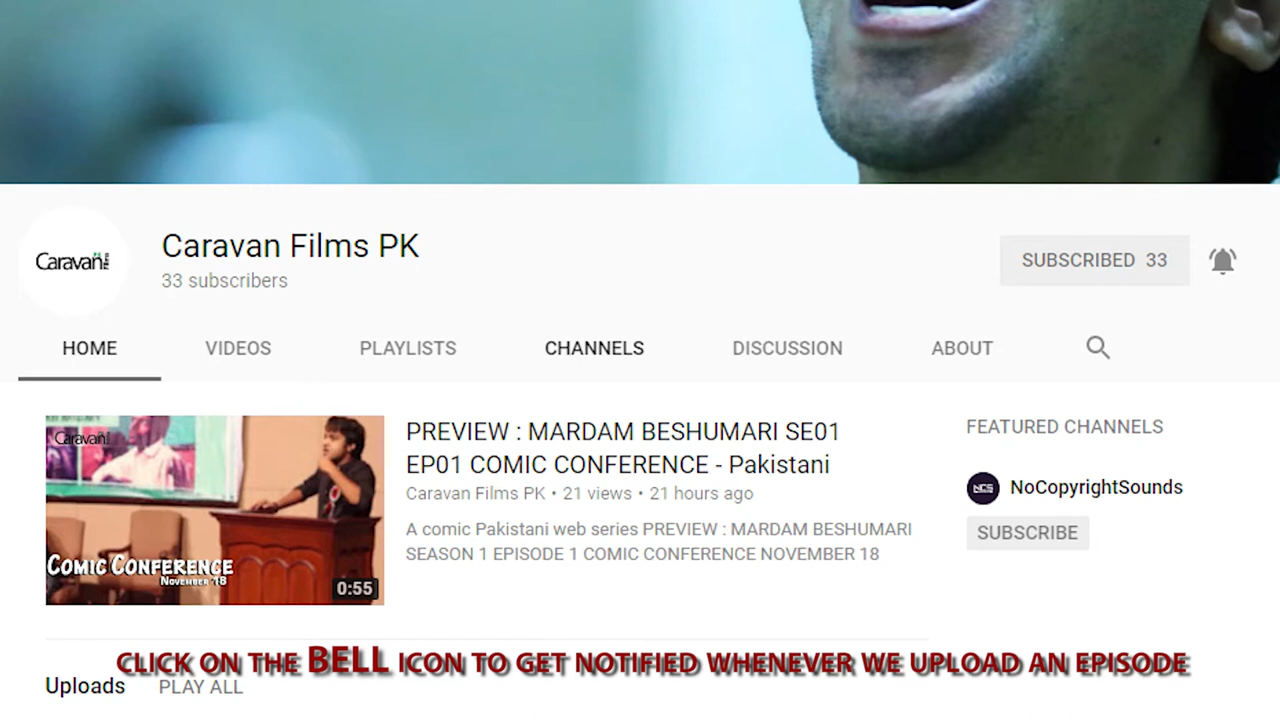 Caravan Films
Caravan Films PK
33 subscribers
SUBSCRIBED 33
HOME
VIDEOS
PLAYLISTS
CHANNELS
DISCUSSION
ABOUT
Caravan
COMIC CONFERENCE
NOVEMBER '18
0:55
PREVIEW : MARDAM BESHUMARI SE01
EP01 COMIC CONFERENCE - Pakistani
Caravan Films PK • 21 views • 21 hours ago
A comic Pakistani web series PREVIEW : MARDAM BESHUMARI
SEASON 1 EPISODE 1 COMIC CONFERENCE NOVEMBER 18
FEATURED CHANNELS
NCS
NoCopyrightSounds
SUBSCRIBE
CLICK ON THE BELL ICON TO GET NOTIFIED WHENEVER WE UPLOAD AN EPISODE
Uploads PLAY ALL